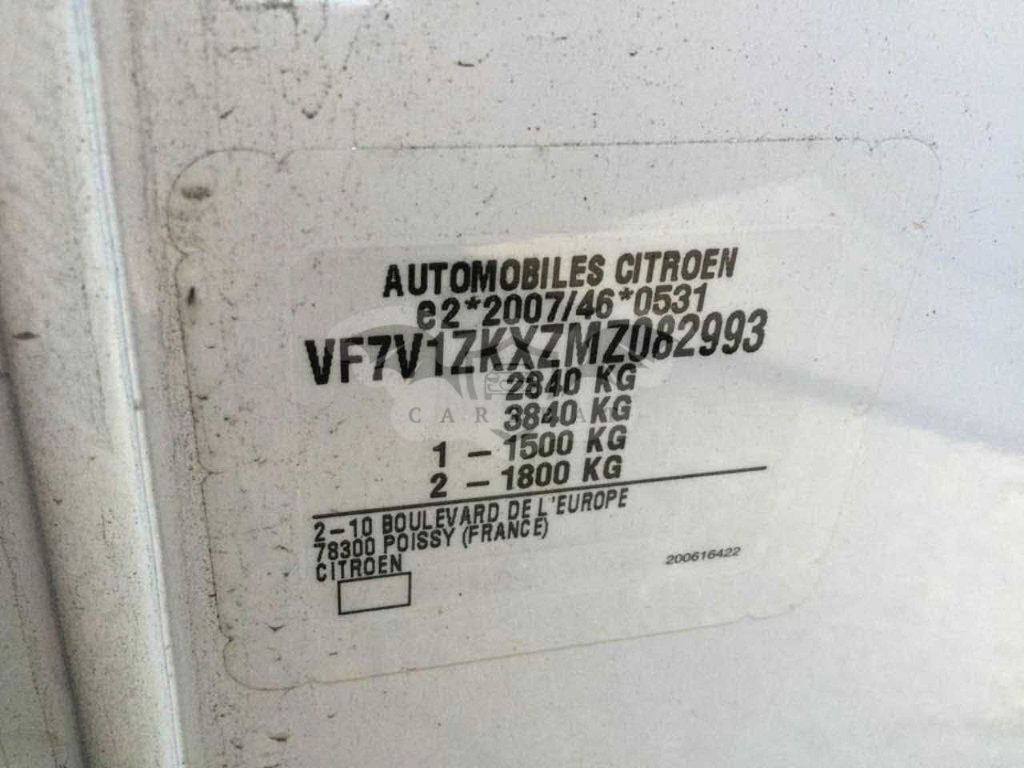 AUTOMOBILES CITROEN
e2*2007/46*0531
VF7V1ZKXZMZ082993
2840 KG
3840 KG
1 - 1500 KG
2 - 1800 KG
2-10 BOULEVARD DE L'EUROPE
78300 POISSY (FRANCE)
CITROEN
200616422